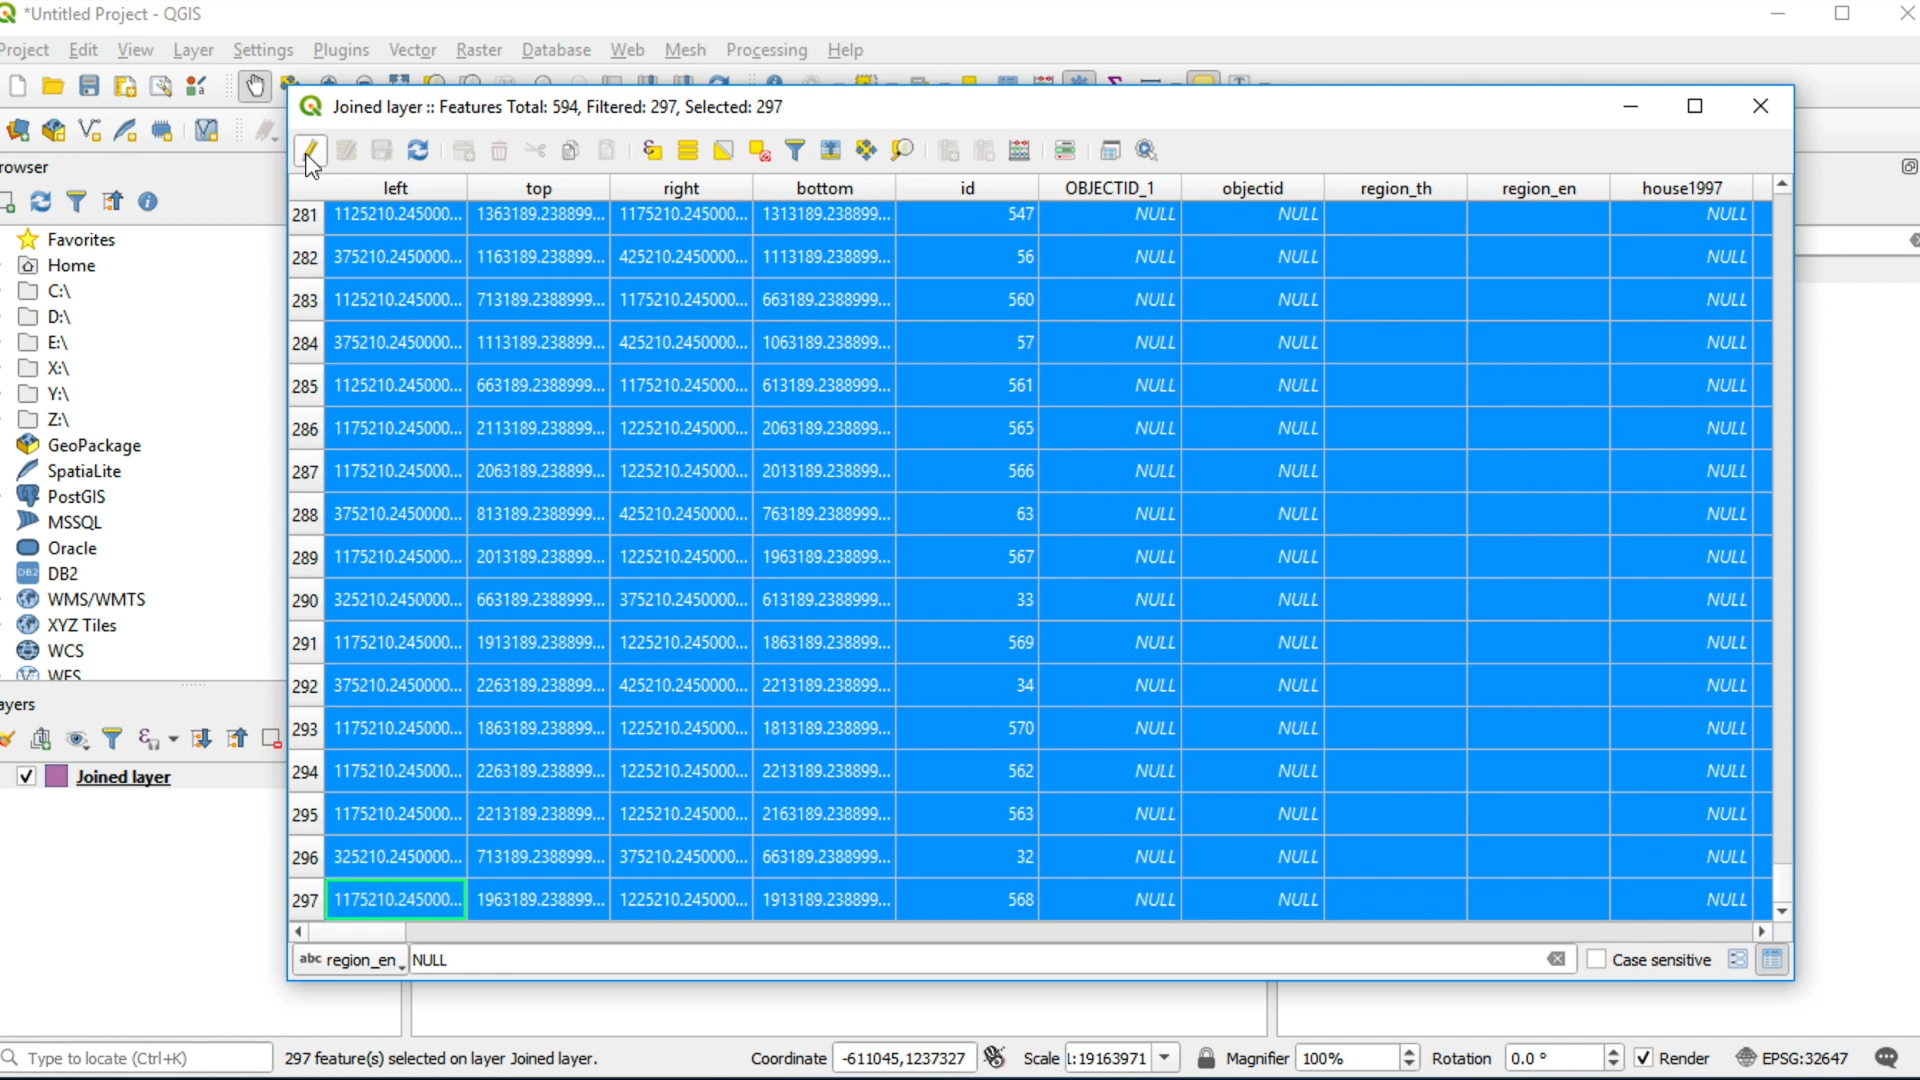 *Untitled Project - QGIS
Project Edit View Layer Settings Plugins Vector Raster Database Web Mesh Processing Help
Joined layer :: Features Total: 594, Filtered: 297, Selected: 297
rowser
Favorites
Home
C:\
D:\
E:\
X:\
Y:\
Z:\
GeoPackage
SpatiaLite
PostGIS
MSSQL
Oracle
DB2
WMS/WMTS
XYZ Tiles
WCS
WFS
ayers
Joined layer
left top right bottom id OBJECTID_1 objectid region_th region_en house1997
281 1125210.245000... 1363189.238899... 1175210.245000... 1313189.238899... 547 NULL NULL NULL
282 375210.2450000... 1163189.238899... 425210.2450000... 1113189.238899... 56 NULL NULL NULL
283 1125210.245000... 713189.2388999... 1175210.245000... 663189.2388999... 560 NULL NULL NULL
284 375210.2450000... 1113189.238899... 425210.2450000... 1063189.238899... 57 NULL NULL NULL
285 1125210.245000... 663189.2388999... 1175210.245000... 613189.2388999... 561 NULL NULL NULL
286 1175210.245000... 2113189.238899... 1225210.245000... 2063189.238899... 565 NULL NULL NULL
287 1175210.245000... 2063189.238899... 1225210.245000... 2013189.238899... 566 NULL NULL NULL
288 375210.2450000... 813189.2388999... 425210.2450000... 763189.2388999... 63 NULL NULL NULL
289 1175210.245000... 2013189.238899... 1225210.245000... 1963189.238899... 567 NULL NULL NULL
290 325210.2450000... 663189.2388999... 375210.2450000... 613189.2388999... 33 NULL NULL NULL
291 1175210.245000... 1913189.238899... 1225210.245000... 1863189.238899... 569 NULL NULL NULL
292 375210.2450000... 2263189.238899... 425210.2450000... 2213189.238899... 34 NULL NULL NULL
293 1175210.245000... 1863189.238899... 1225210.245000... 1813189.238899... 570 NULL NULL NULL
294 1175210.245000... 2263189.238899... 1225210.245000... 2213189.238899... 562 NULL NULL NULL
295 1175210.245000... 2213189.238899... 1225210.245000... 2163189.238899... 563 NULL NULL NULL
296 325210.2450000... 713189.2388999... 375210.2450000... 663189.2388999... 32 NULL NULL NULL
297 1175210.245000... 1963189.238899... 1225210.245000... 1913189.238899... 568 NULL NULL NULL
abc region_en NULL Case sensitive
Type to locate (Ctrl+K) 297 feature(s) selected on layer Joined layer. Coordinate -611045,1237327 Scale 1:19163971 Magnifier 100% Rotation 0.0 ° Render EPSG:32647